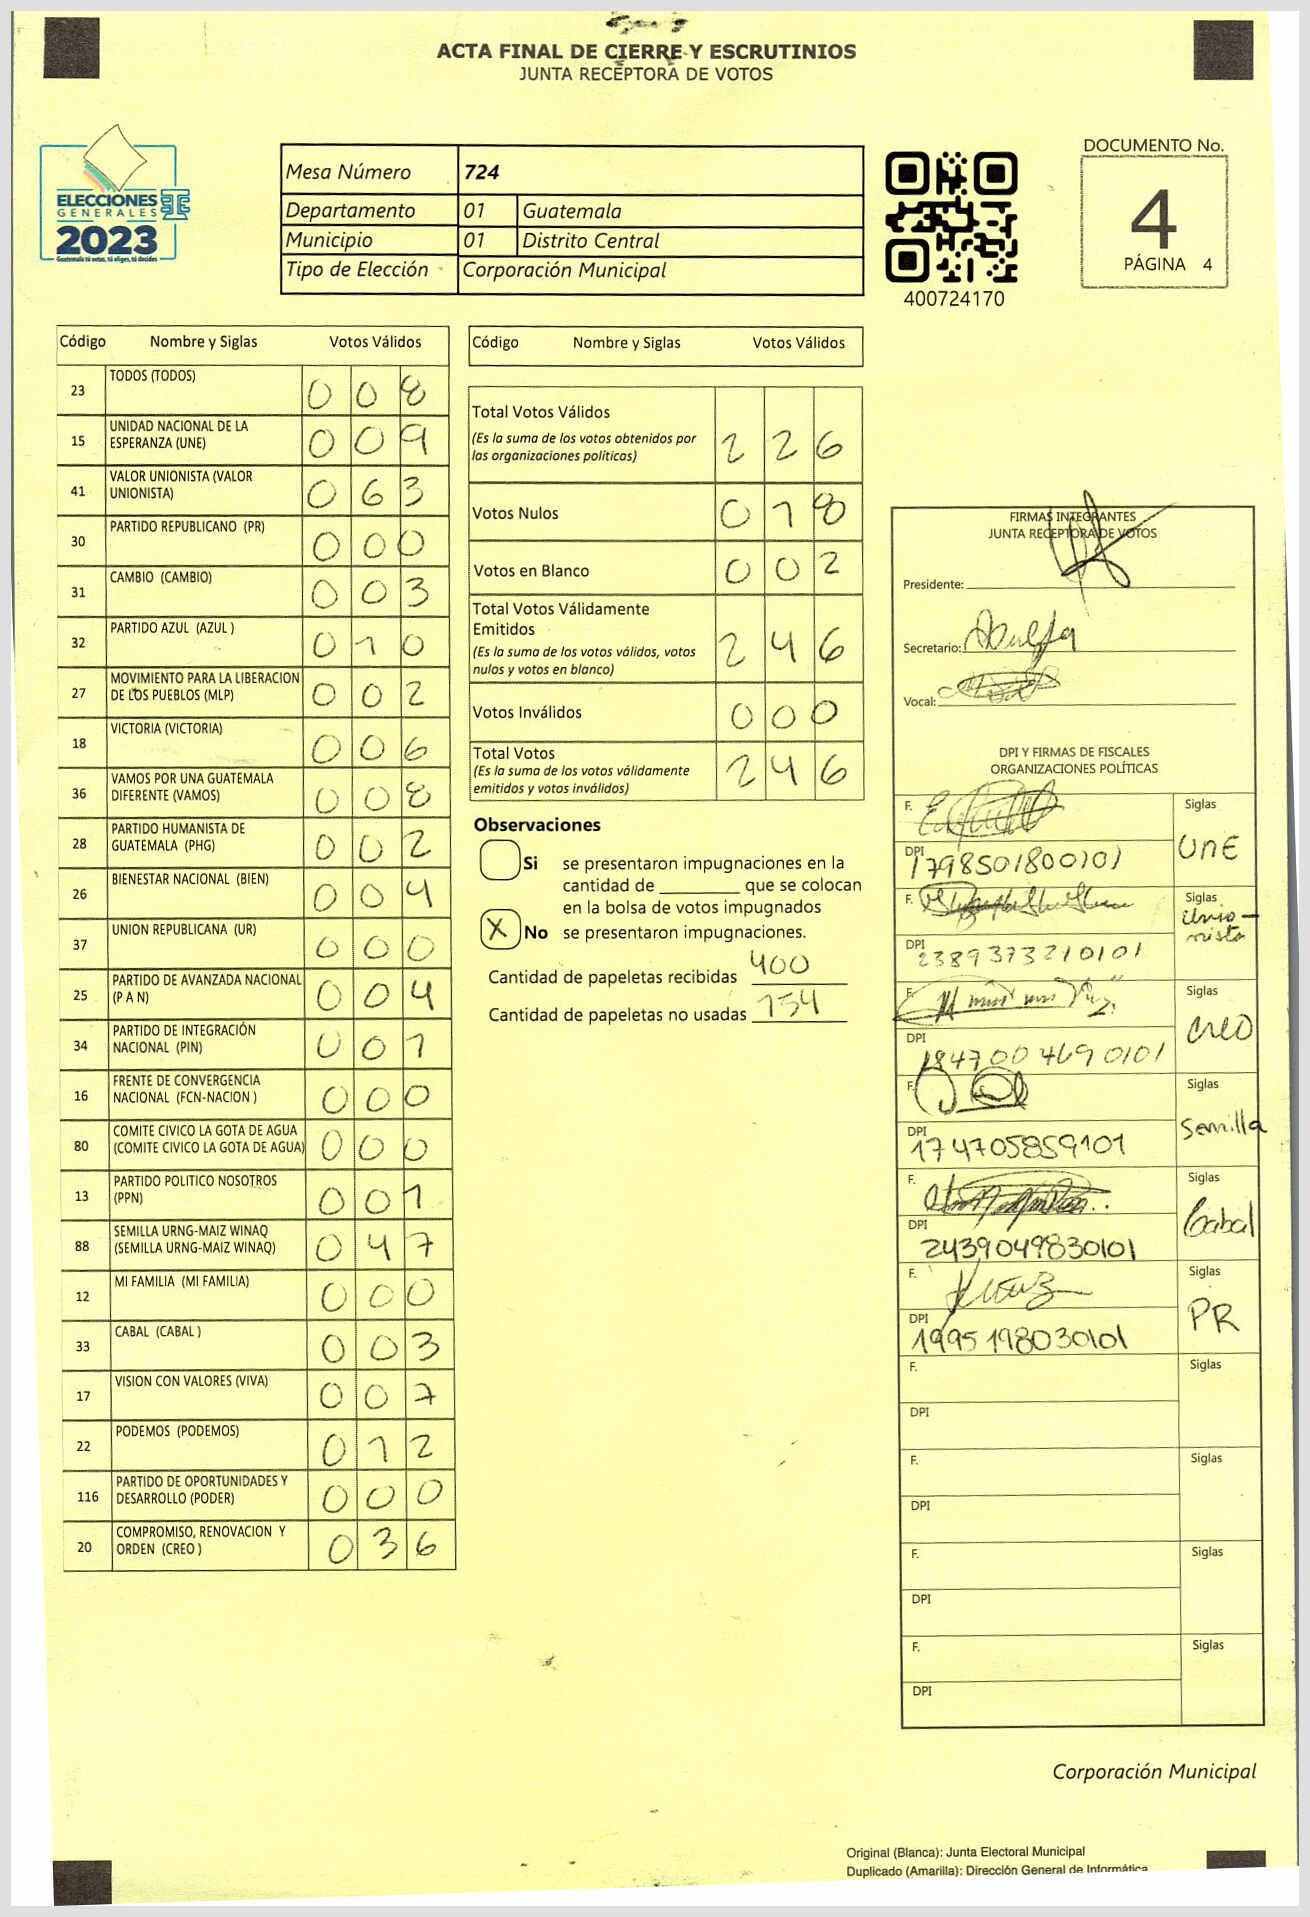 ACTA FINAL DE CIERRE Y ESCRUTINIOS
JUNTA RECEPTORA DE VOTOS
ELECCIONES
GENERALES
2023
Guatemala tú votas, tú eliges, tú decides
Mesa Número 724
Departamento 01 Guatemala
Municipio 01 Distrito Central
Tipo de Elección Corporación Municipal
400724170
DOCUMENTO No.
4
PÁGINA 4
Código Nombre y Siglas Votos Válidos
23 TODOS (TODOS) 0 0 8
15 UNIDAD NACIONAL DE LA
ESPERANZA (UNE) 0 0 9
41 VALOR UNIONISTA (VALOR
UNIONISTA) 0 6 3
30 PARTIDO REPUBLICANO (PR) 0 0 0
31 CAMBIO (CAMBIO) 0 0 3
32 PARTIDO AZUL (AZUL ) 0 1 0
27 MOVIMIENTO PARA LA LIBERACION
DE LOS PUEBLOS (MLP) 0 0 2
18 VICTORIA (VICTORIA) 0 0 6
36 VAMOS POR UNA GUATEMALA
DIFERENTE (VAMOS) 0 0 8
28 PARTIDO HUMANISTA DE
GUATEMALA (PHG) 0 0 2
26 BIENESTAR NACIONAL (BIEN) 0 0 4
37 UNION REPUBLICANA (UR) 0 0 0
25 PARTIDO DE AVANZADA NACIONAL
(P A N) 0 0 4
34 PARTIDO DE INTEGRACIÓN
NACIONAL (PIN) 0 0 1
16 FRENTE DE CONVERGENCIA
NACIONAL (FCN-NACION ) 0 0 0
80 COMITE CIVICO LA GOTA DE AGUA
(COMITE CIVICO LA GOTA DE AGUA) 0 0 0
13 PARTIDO POLITICO NOSOTROS
(PPN) 0 0 1
88 SEMILLA URNG-MAIZ WINAQ
(SEMILLA URNG-MAIZ WINAQ) 0 4 7
12 MI FAMILIA (MI FAMILIA) 0 0 0
33 CABAL (CABAL ) 0 0 3
17 VISION CON VALORES (VIVA) 0 0 7
22 PODEMOS (PODEMOS) 0 1 2
116 PARTIDO DE OPORTUNIDADES Y
DESARROLLO (PODER) 0 0 0
20 COMPROMISO, RENOVACION Y
ORDEN (CREO ) 0 3 6
Código Nombre y Siglas Votos Válidos
Total Votos Válidos
(Es la suma de los votos obtenidos por
las organizaciones políticas) 2 2 6
Votos Nulos 0 1 8
Votos en Blanco 0 0 2
Total Votos Válidamente
Emitidos
(Es la suma de los votos válidos, votos
nulos y votos en blanco) 2 4 6
Votos Inválidos 0 0 0
Total Votos
(Es la suma de los votos válidamente
emitidos y votos inválidos) 2 4 6
Observaciones
Si se presentaron impugnaciones en la
cantidad de ________ que se colocan
en la bolsa de votos impugnados
X No se presentaron impugnaciones.
Cantidad de papeletas recibidas 400
Cantidad de papeletas no usadas 154
FIRMAS INTEGRANTES
JUNTA RECEPTORA DE VOTOS
Presidente:
Secretario:
Vocal:
DPI Y FIRMAS DE FISCALES
ORGANIZACIONES POLÍTICAS
F. Siglas
UNE
DPI 1798501800101
F. Siglas
Unio-
nista
DPI 2389373210101
F. Siglas
CREO
DPI 1847004690101
F. Siglas
Semilla
DPI 174705859101
F. Siglas
Cabal
DPI 2439049830101
F. Siglas
PR
DPI 1995198030101
F. Siglas
DPI
F. Siglas
DPI
F. Siglas
DPI
F. Siglas
DPI
Corporación Municipal
Original (Blanca): Junta Electoral Municipal
Duplicado (Amarilla): Dirección General de Informática